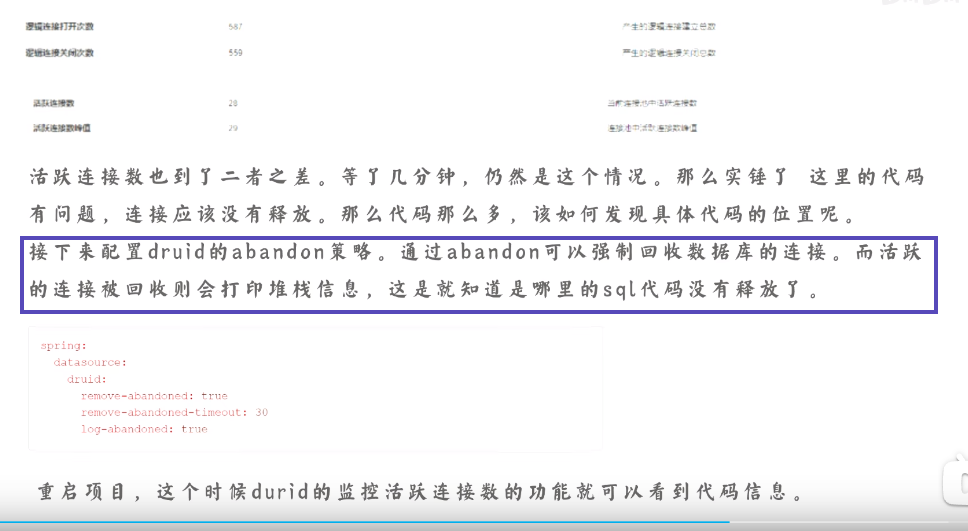 逻辑连接打开次数 587 产生的逻辑连接建立总数
逻辑连接关闭次数 559 产生的逻辑连接关闭总数
活跃连接数 28 当前连接池中活跃连接数
活跃连接数峰值 29 连接池中活跃连接数峰值
活跃连接数也到了二者之差。等了几分钟，仍然是这个情况。那么实锤了 这里的代码
有问题，连接应该没有释放。那么代码那么多，该如何发现具体代码的位置呢。
接下来配置druid的abandon策略。通过abandon可以强制回收数据库的连接。而活跃
的连接被回收则会打印堆栈信息，这是就知道是哪里的sql代码没有释放了。
spring:
datasource:
druid:
remove-abandoned: true
remove-abandoned-timeout: 30
log-abandoned: true
重启项目，这个时候durid的监控活跃连接数的功能就可以看到代码信息。